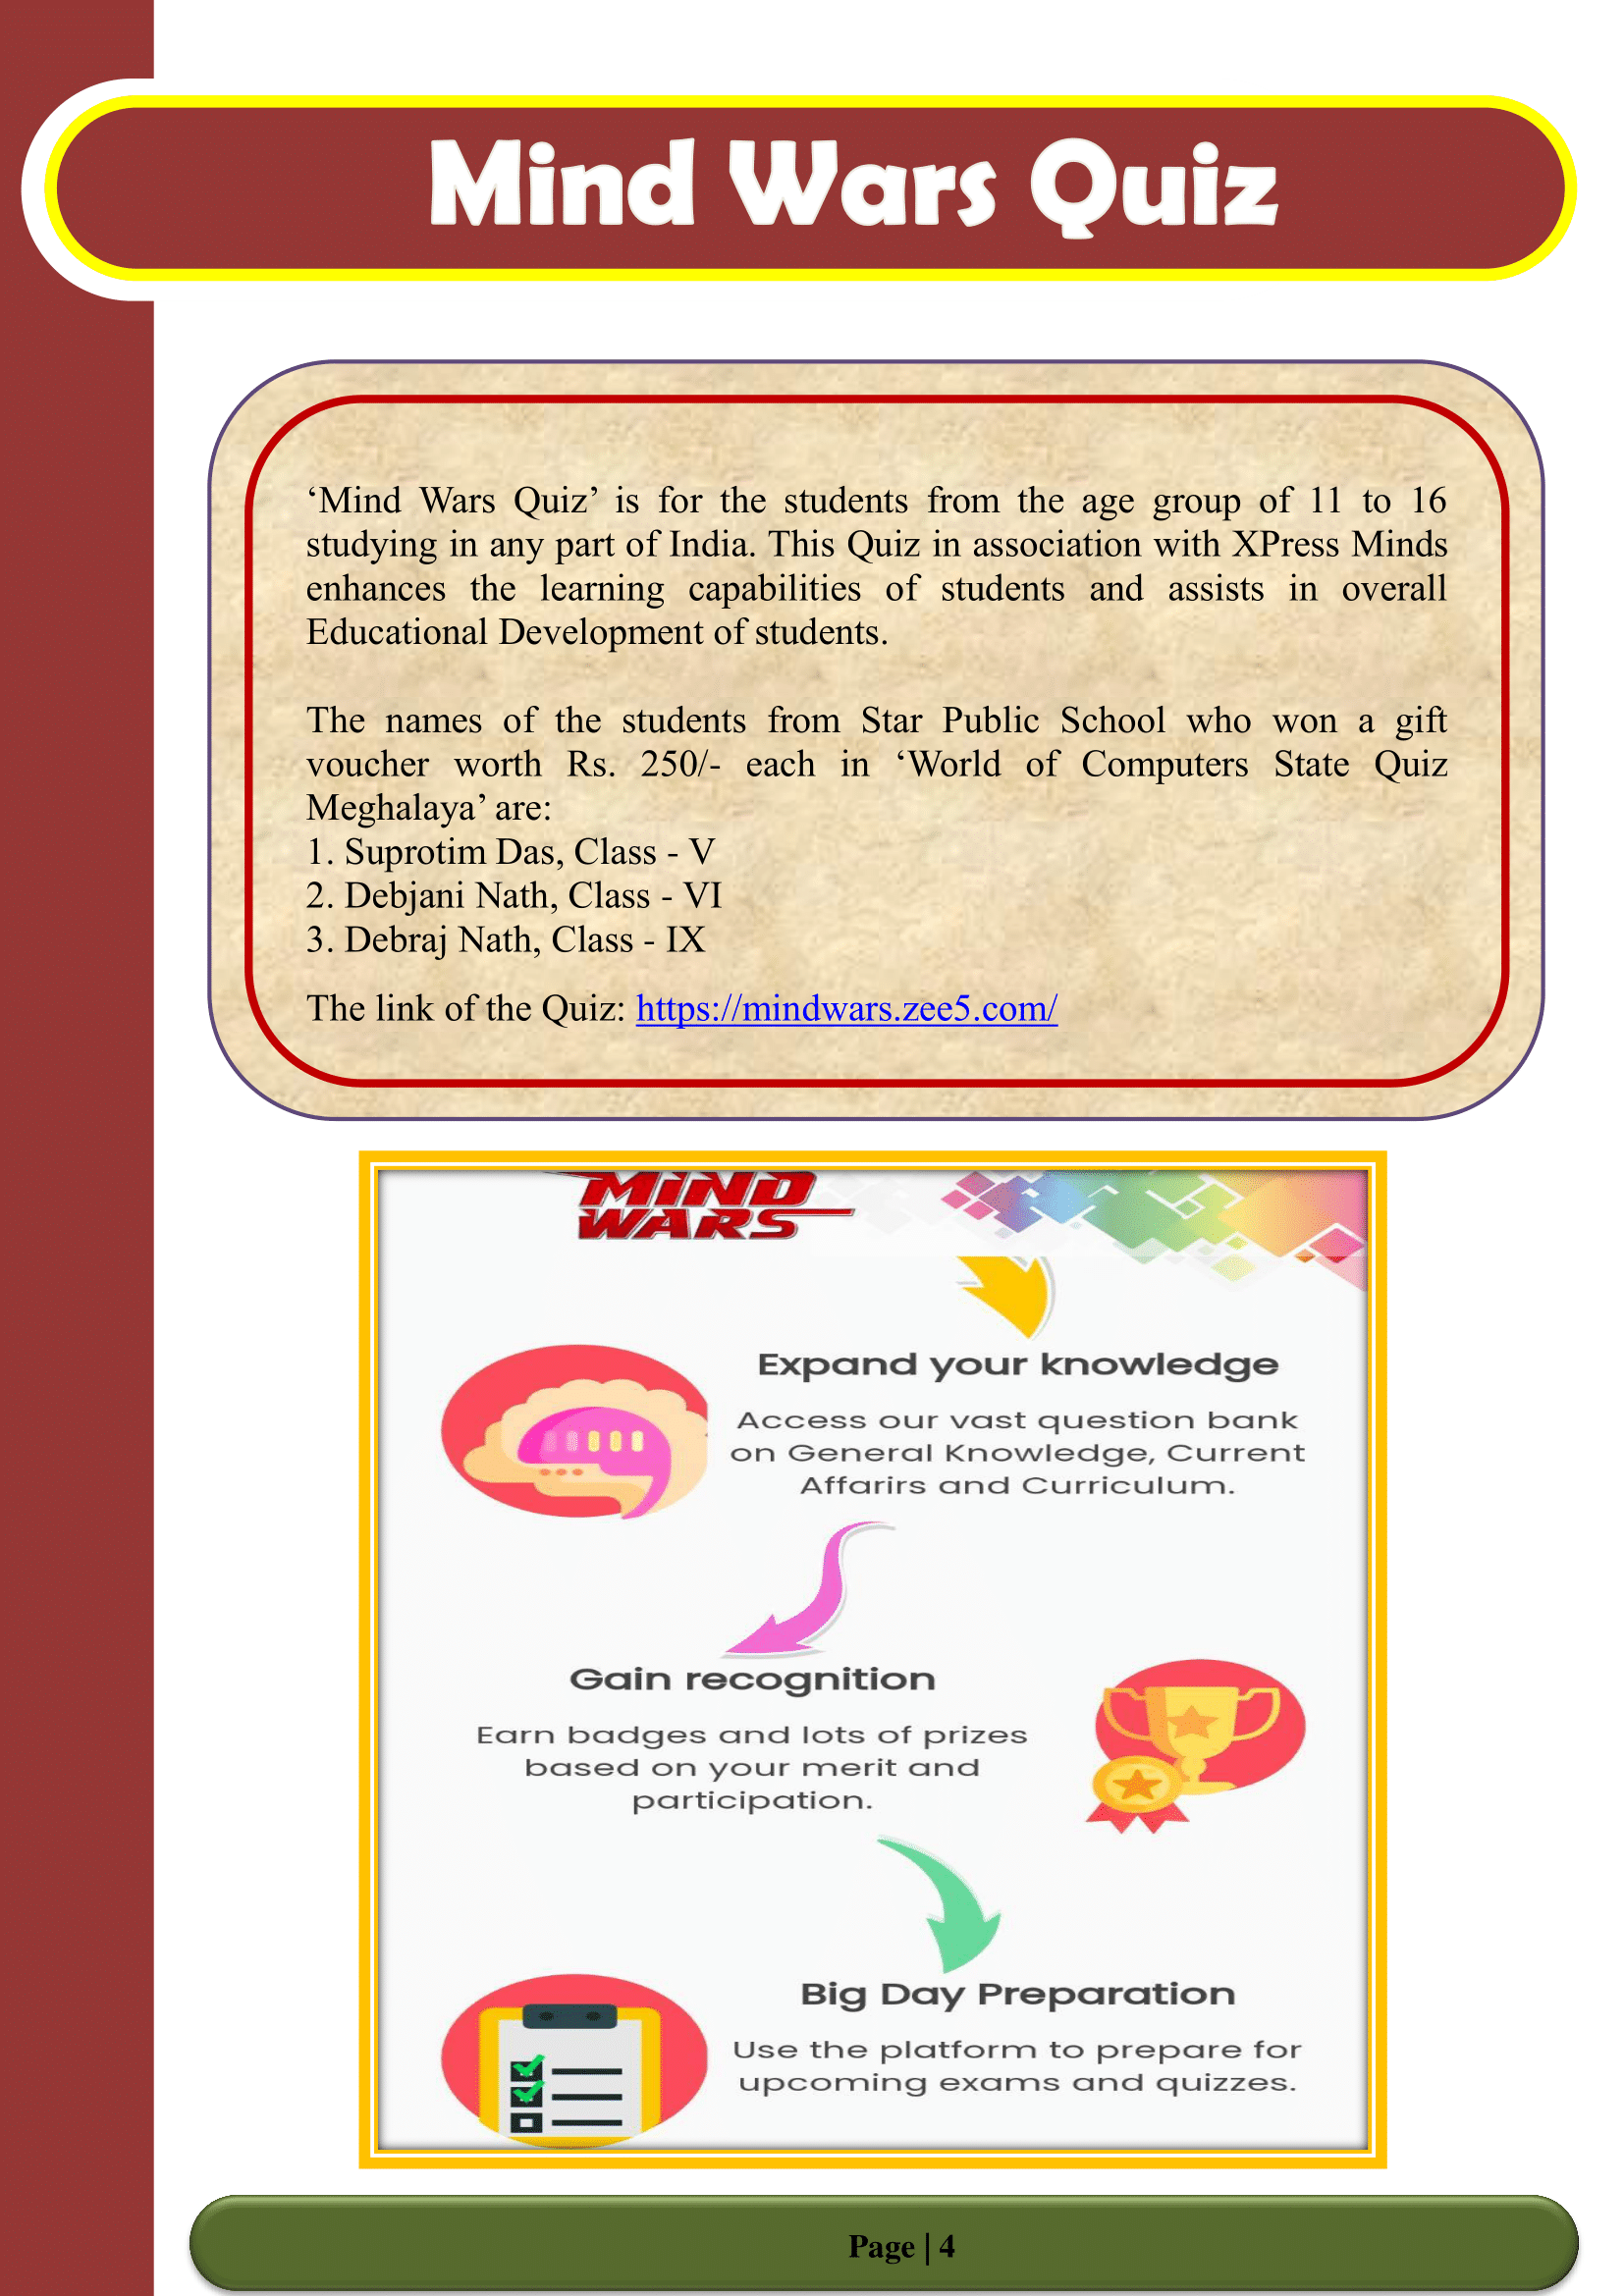 Mind Wars Quiz
‘Mind Wars Quiz’ is for the students from the age group of 11 to 16
studying in any part of India. This Quiz in association with XPress Minds
enhances the learning capabilities of students and assists in overall
Educational Development of students.
The names of the students from Star Public School who won a gift
voucher worth Rs. 250/- each in ‘World of Computers State Quiz
Meghalaya’ are:
1. Suprotim Das, Class - V
2. Debjani Nath, Class - VI
3. Debraj Nath, Class - IX
The link of the Quiz: https://mindwars.zee5.com/
MIND
WARS
Expand your knowledge
Access our vast question bank
on General Knowledge, Current
Affarirs and Curriculum.
Gain recognition
Earn badges and lots of prizes
based on your merit and
participation.
Big Day Preparation
Use the platform to prepare for
upcoming exams and quizzes.
Page | 4